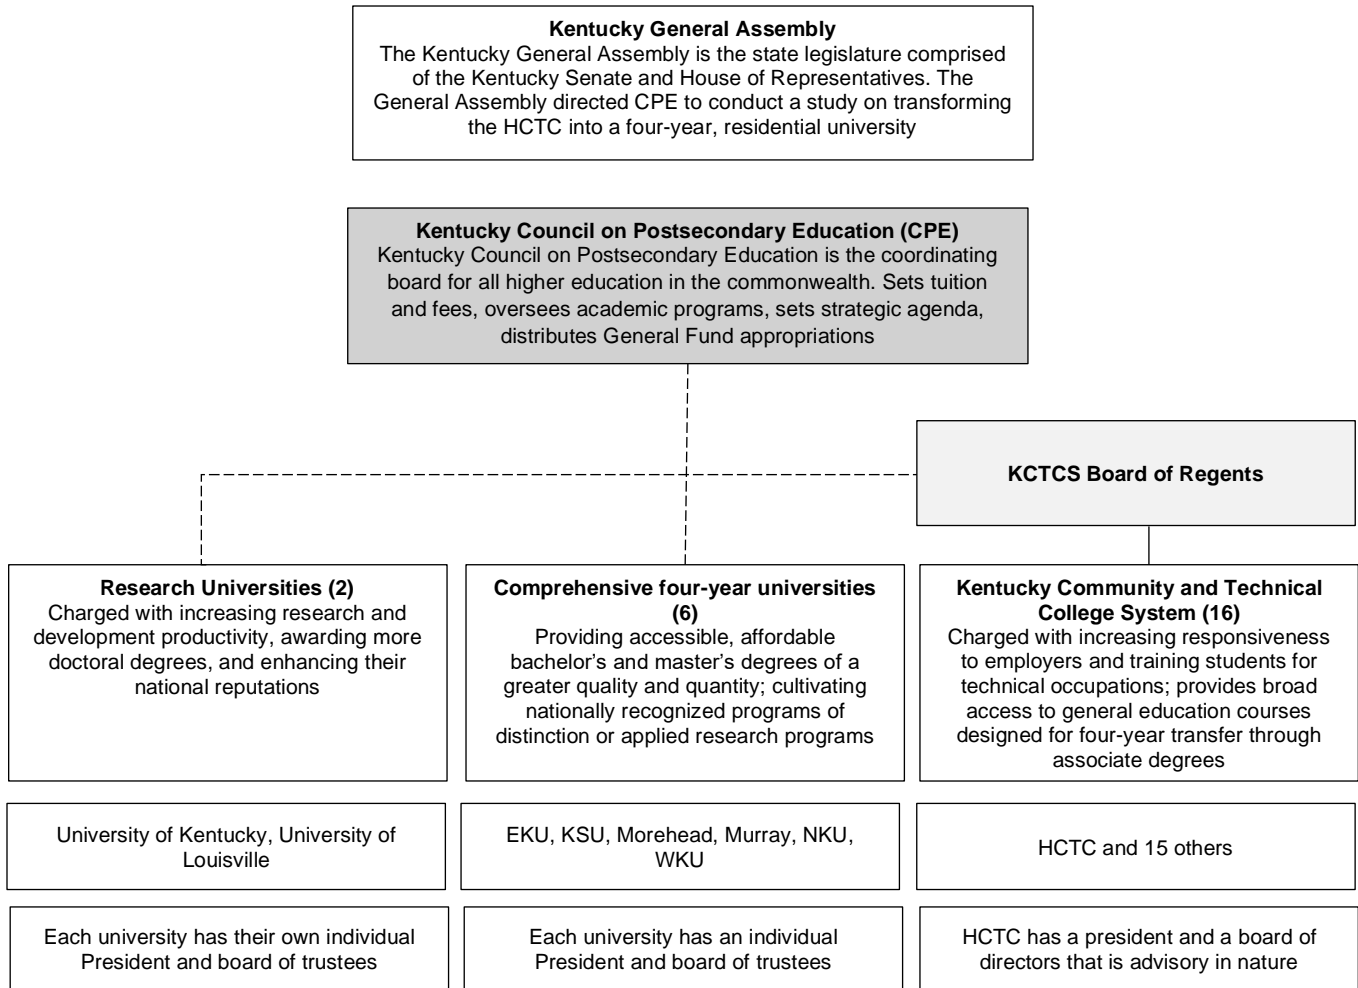 Kentucky General Assembly
The Kentucky General Assembly is the state legislature comprised
of the Kentucky Senate and House of Representatives. The
General Assembly directed CPE to conduct a study on transforming
the HCTC into a four-year, residential university
Kentucky Council on Postsecondary Education (CPE)
Kentucky Council on Postsecondary Education is the coordinating
board for all higher education in the commonwealth. Sets tuition
and fees, oversees academic programs, sets strategic agenda,
distributes General Fund appropriations
KCTCS Board of Regents
Research Universities (2)
Charged with increasing research and
development productivity, awarding more
doctoral degrees, and enhancing their
national reputations
Comprehensive four-year universities
(6)
Providing accessible, affordable
bachelor's and master's degrees of a
greater quality and quantity; cultivating
nationally recognized programs of
distinction or applied research programs
Kentucky Community and Technical
College System (16)
Charged with increasing responsiveness
to employers and training students for
technical occupations; provides broad
access to general education courses
designed for four-year transfer through
associate degrees
University of Kentucky, University of
Louisville
EKU, KSU, Morehead, Murray, NKU,
WKU
HCTC and 15 others
Each university has their own individual
President and board of trustees
Each university has an individual
President and board of trustees
HCTC has a president and a board of
directors that is advisory in nature